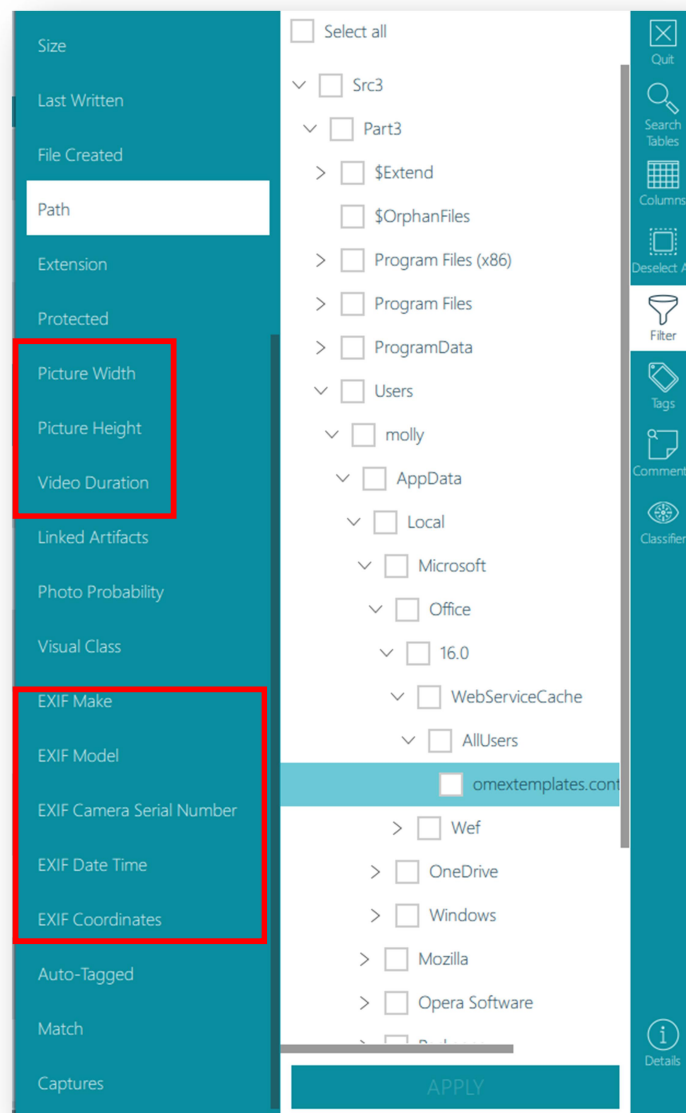 Size
Last Written
File Created
Path
Extension
Protected
Picture Width
Picture Height
Video Duration
Linked Artifacts
Photo Probability
Visual Class
EXIF Make
EXIF Model
EXIF Camera Serial Number
EXIF Date Time
EXIF Coordinates
Auto-Tagged
Match
Captures
Select all
Src3
Part3
$Extend
$OrphanFiles
Program Files (x86)
Program Files
ProgramData
Users
molly
AppData
Local
Microsoft
Office
16.0
WebServiceCache
AllUsers
omextemplates.cont
Wef
OneDrive
Windows
Mozilla
Opera Software
APPLY
Quit
Search
Tables
Columns
Deselect A
Filter
Tags
Comment
Classifier
Details